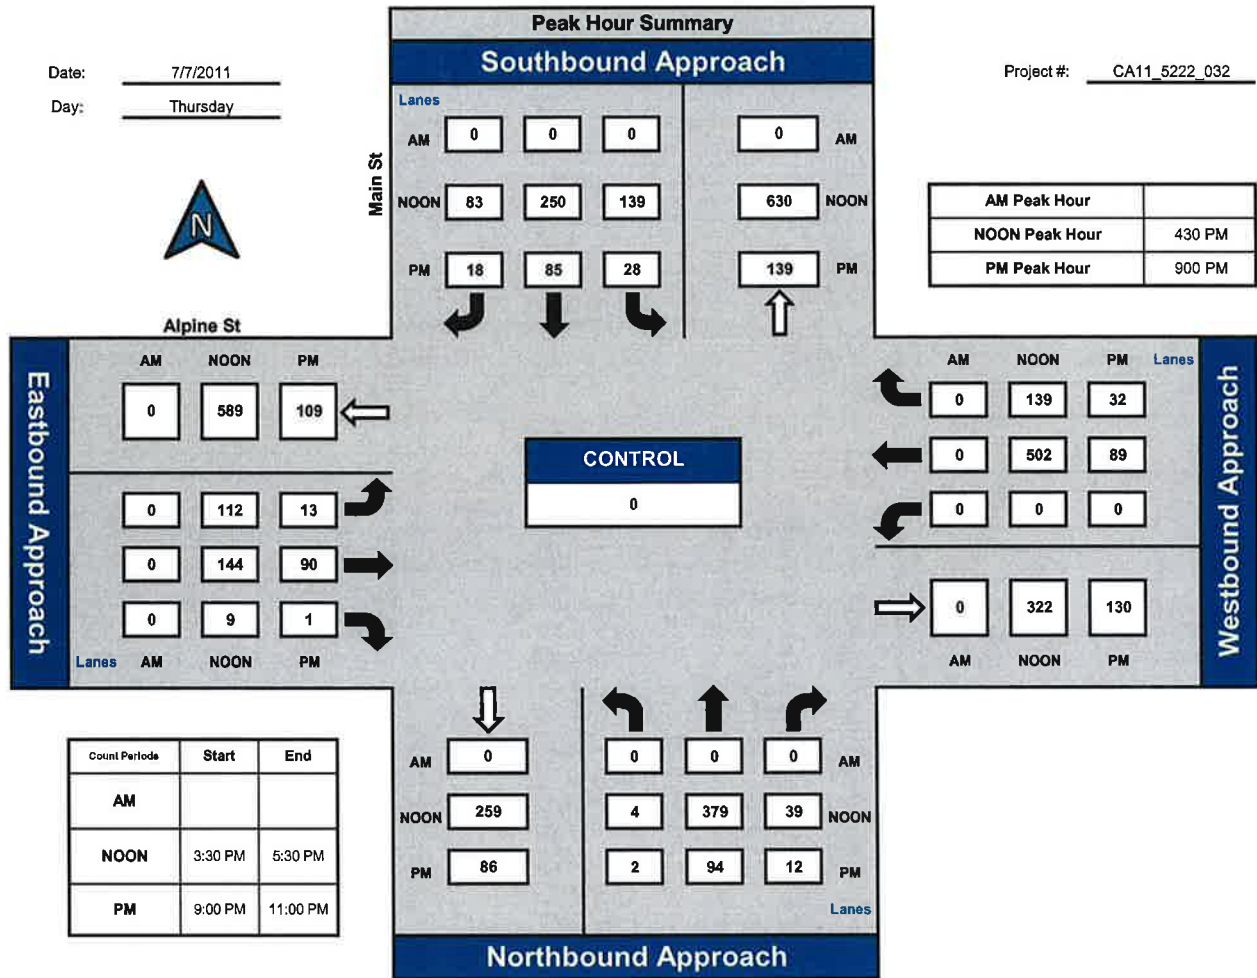 Peak Hour Summary
Southbound Approach
Date: 7/7/2011
Day: Thursday
Project #: CA11_5222_032
N
Main St
Lanes
AM 0 0 0 0 AM
NOON 83 250 139 630 NOON
PM 18 85 28 139 PM
AM Peak Hour
NOON Peak Hour 430 PM
PM Peak Hour 900 PM
Alpine St
Eastbound Approach
AM NOON PM
0 589 109
0 112 13
0 144 90
0 9 1
Lanes AM NOON PM
CONTROL
0
AM NOON PM Lanes
0 139 32
0 502 89
0 0 0
0 322 130
AM NOON PM
Westbound Approach
Count Periods Start End
AM
NOON 3:30 PM 5:30 PM
PM 9:00 PM 11:00 PM
AM 0 0 0 0 AM
NOON 259 4 379 39 NOON
PM 86 2 94 12 PM
Lanes
Northbound Approach